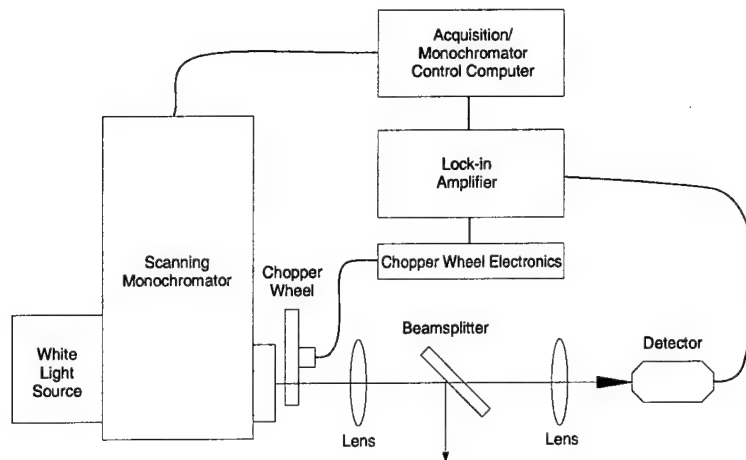 Acquisition/
Monochromator
Control Computer
Lock-in
Amplifier
Scanning
Monochromator
Chopper
Wheel
Chopper Wheel Electronics
Beamsplitter
Detector
White
Light
Source
Lens
Lens